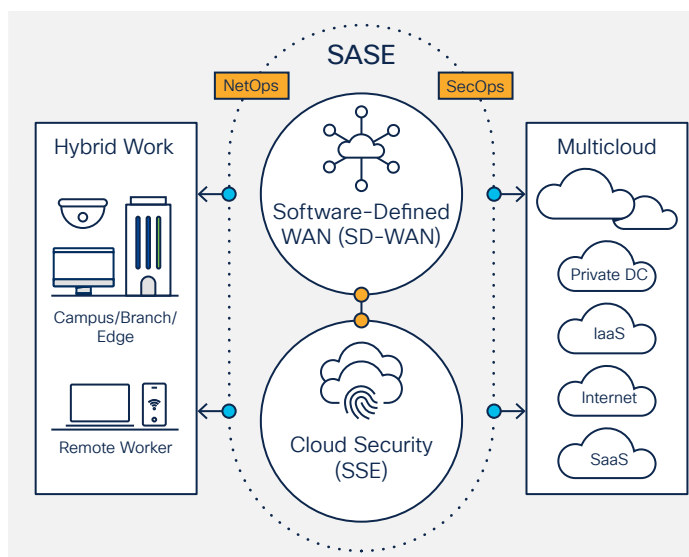 SASE
NetOps
SecOps
Hybrid Work
Campus/Branch/
Edge
Remote Worker
Software-Defined
WAN (SD-WAN)
Cloud Security
(SSE)
Multicloud
Private DC
IaaS
Internet
SaaS